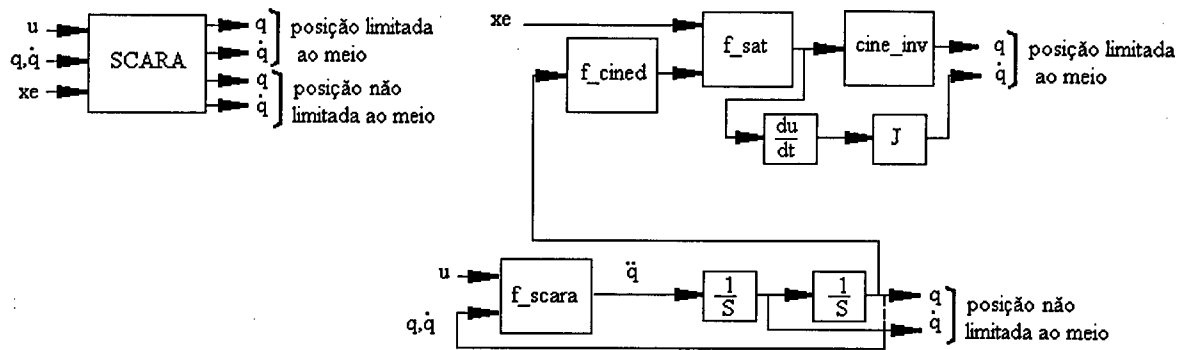 u
q,q̇
xe
SCARA
q
q̇
posição limitada
ao meio
q
q̇
posição não
limitada ao meio
xe
f_cined
f_sat
cine_inv
q
q̇
posição limitada
ao meio
du
dt
J
u
q,q̇
f_scara
q̈
1
S
1
S
q
q̇
posição não
limitada ao meio